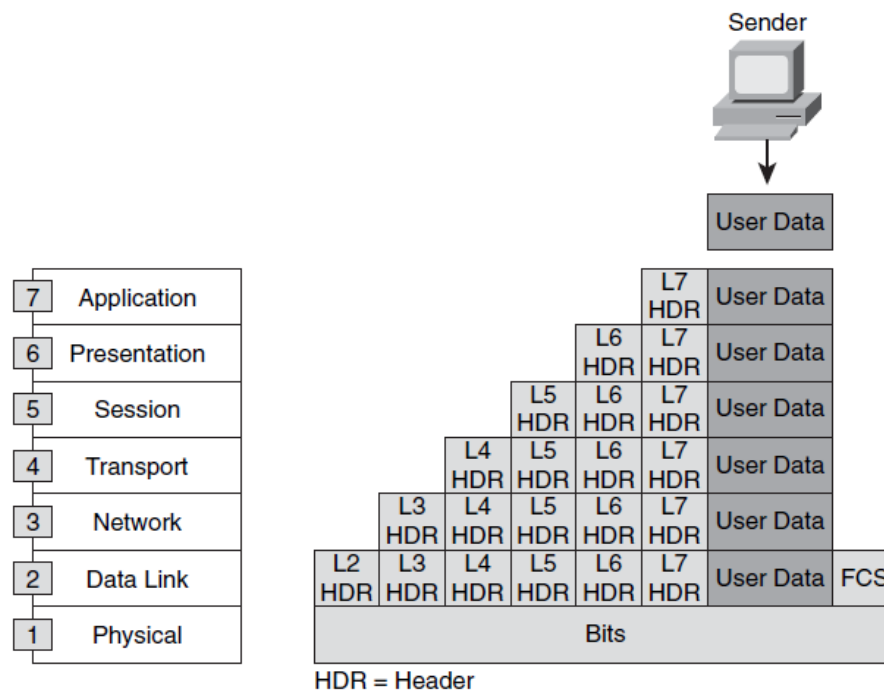 Sender
User Data
7 Application L7 HDR User Data
6 Presentation L6 HDR L7 HDR User Data
5 Session L5 HDR L6 HDR L7 HDR User Data
4 Transport L4 HDR L5 HDR L6 HDR L7 HDR User Data
3 Network L3 HDR L4 HDR L5 HDR L6 HDR L7 HDR User Data
2 Data Link L2 HDR L3 HDR L4 HDR L5 HDR L6 HDR L7 HDR User Data FCS
1 Physical Bits
HDR = Header